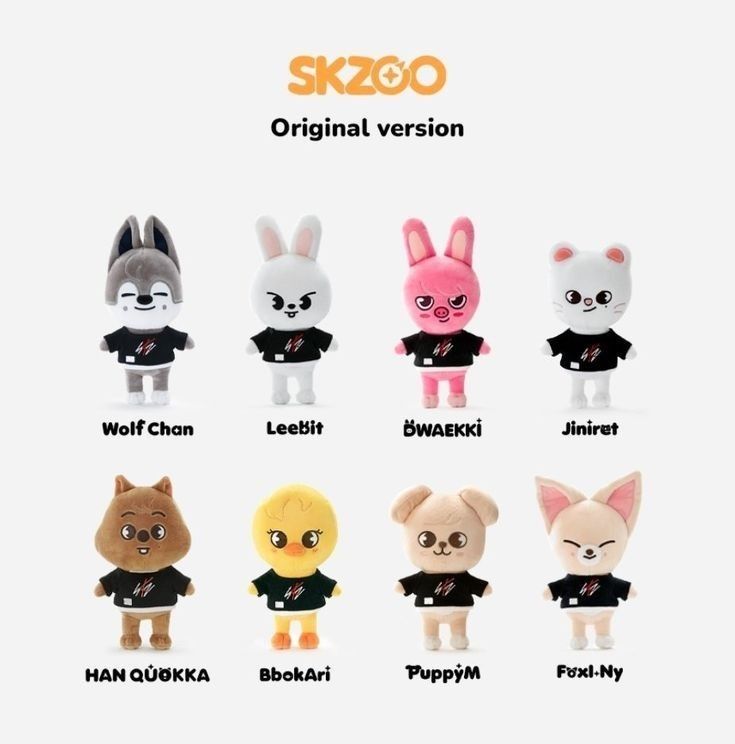 SKZOO
Original version
Wolf Chan
LeeBit
DWAEKKI
Jiniret
HAN QUOKKA
BbokAri
PuppyM
FoxI.Ny